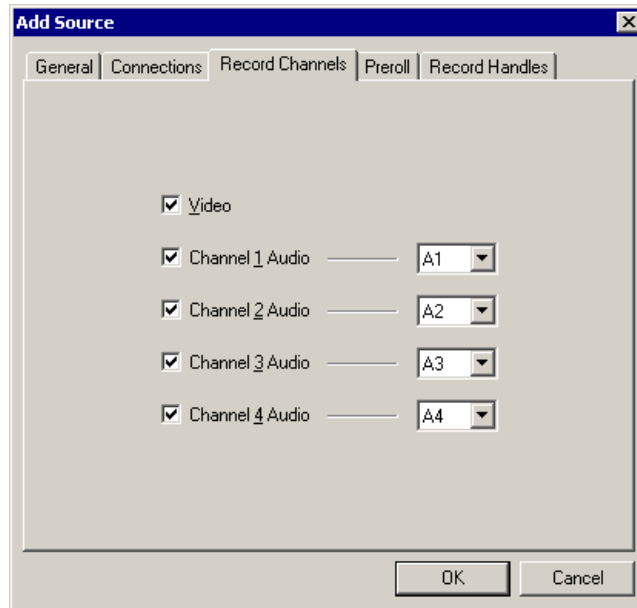 Add Source
General Connections Record Channels Preroll Record Handles
Video
Channel 1 Audio A1
Channel 2 Audio A2
Channel 3 Audio A3
Channel 4 Audio A4
OK Cancel